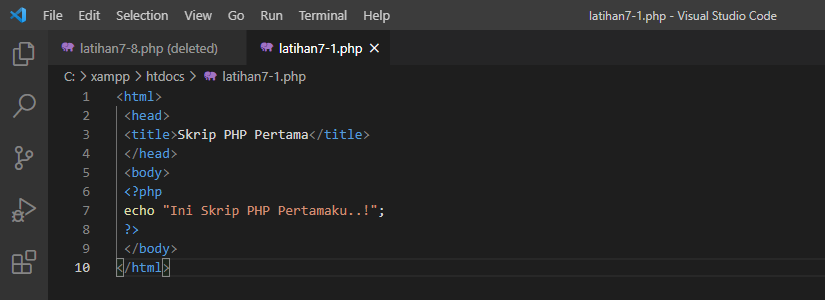 File Edit Selection View Go Run Terminal Help latihan7-1.php - Visual Studio Code
latihan7-8.php (deleted) latihan7-1.php
C: > xampp > htdocs > latihan7-1.php
1 <html>
2 <head>
3 <title>Skrip PHP Pertama</title>
4 </head>
5 <body>
6 <?php
7 echo "Ini Skrip PHP Pertamaku..!";
8 ?>
9 </body>
10 </html>